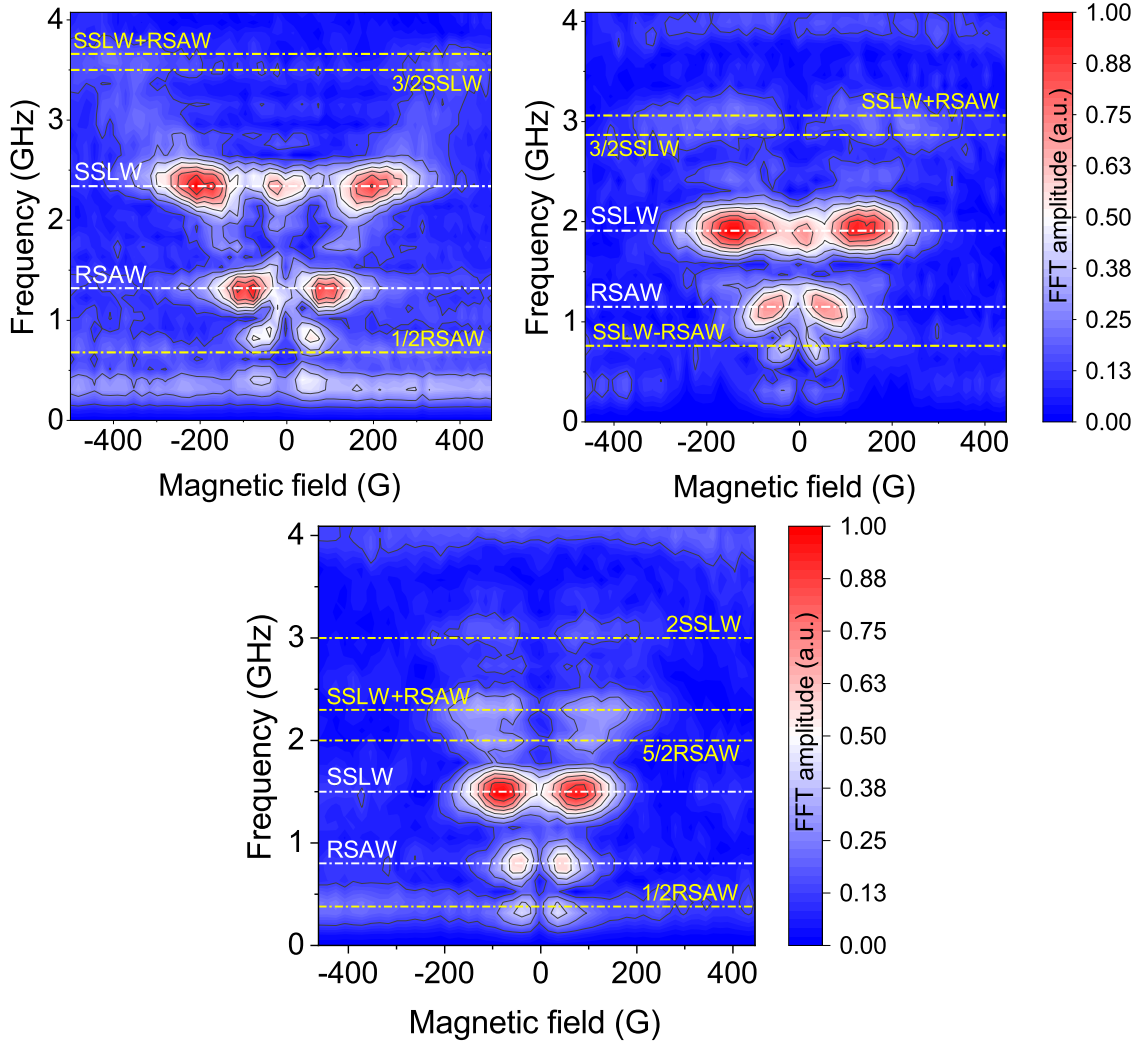 4
3
2
1
0
Frequency (GHz)
SSLW+RSAW
3/2SSLW
SSLW
RSAW
1/2RSAW
-400 -200 0 200 400
Magnetic field (G)
4
3
2
1
0
Frequency (GHz)
SSLW+RSAW
3/2SSLW
SSLW
RSAW
SSLW-RSAW
-400 -200 0 200 400
Magnetic field (G)
1.00
0.88
0.75
0.63
0.50
0.38
0.25
0.13
0.00
FFT amplitude (a.u.)
4
3
2
1
0
Frequency (GHz)
2SSLW
SSLW+RSAW
5/2RSAW
SSLW
RSAW
1/2RSAW
-400 -200 0 200 400
Magnetic field (G)
1.00
0.88
0.75
0.63
0.50
0.38
0.25
0.13
0.00
FFT amplitude (a.u.)